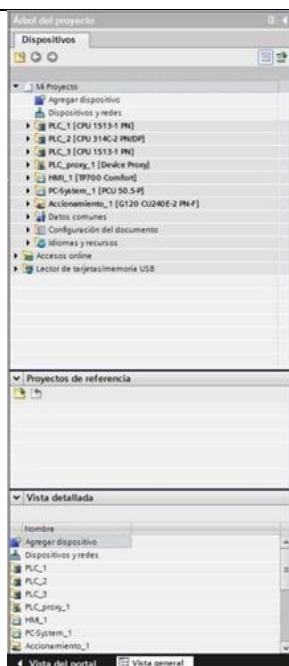 Árbol del proyecto
Dispositivos
Mi Proyecto
Agregar dispositivo
Dispositivos y redes
PLC_1 [CPU 1513-1 PN]
PLC_2 [CPU 314C-2 PN/DP]
PLC_3 [CPU 1513-1 PN]
PLC_proxy_1 [Device Proxy]
HMI_1 [TP700 Comfort]
PC-System_1 [PCU 50.5-P]
Accionamiento_1 [G120 CU240E-2 PN-F]
Datos comunes
Configuración del documento
Idiomas y recursos
Accesos online
Lector de tarjetas/memoria USB
Proyectos de referencia
Vista detallada
Nombre
Agregar dispositivo
Dispositivos y redes
PLC_1
PLC_2
PLC_3
PLC_proxy_1
HMI_1
PC-System_1
Accionamiento_1
Vista del portal
Vista general